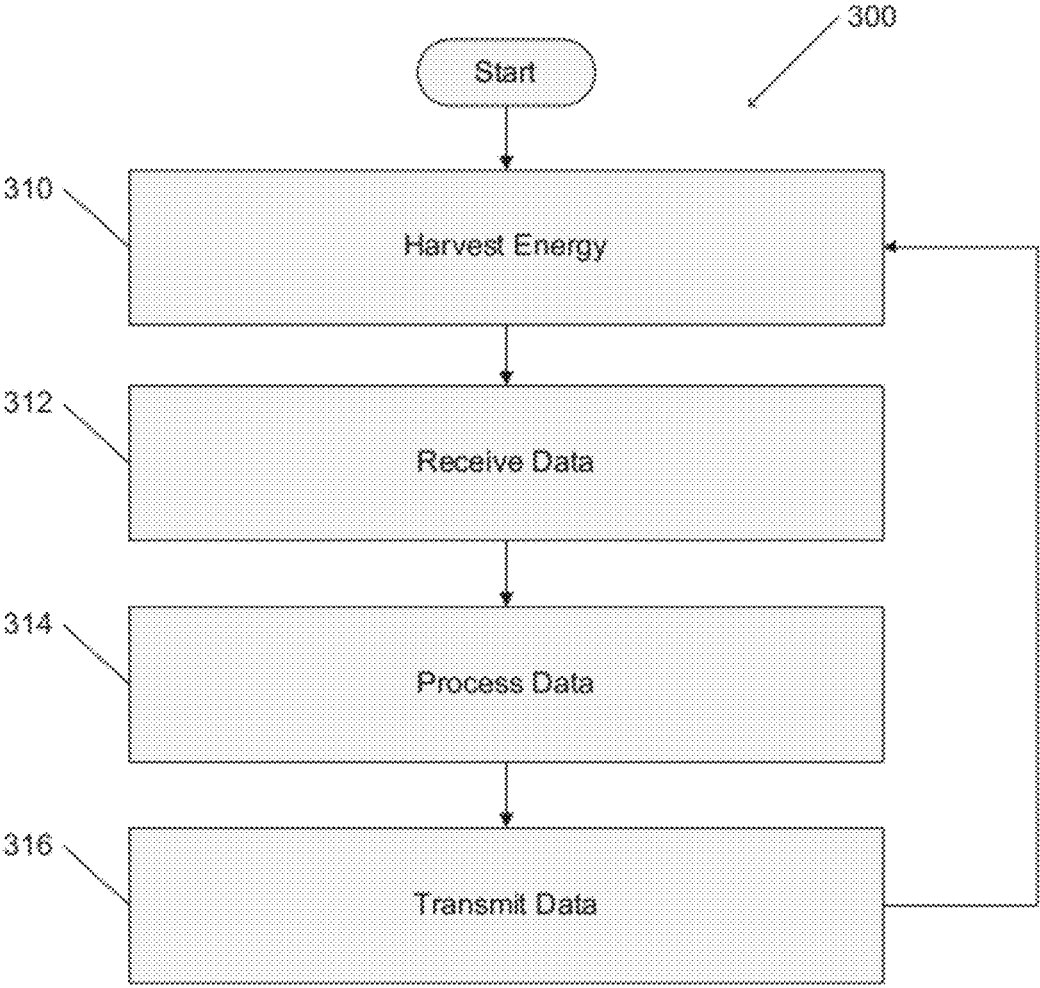 300
Start
310
Harvest Energy
312
Receive Data
314
Process Data
316
Transmit Data